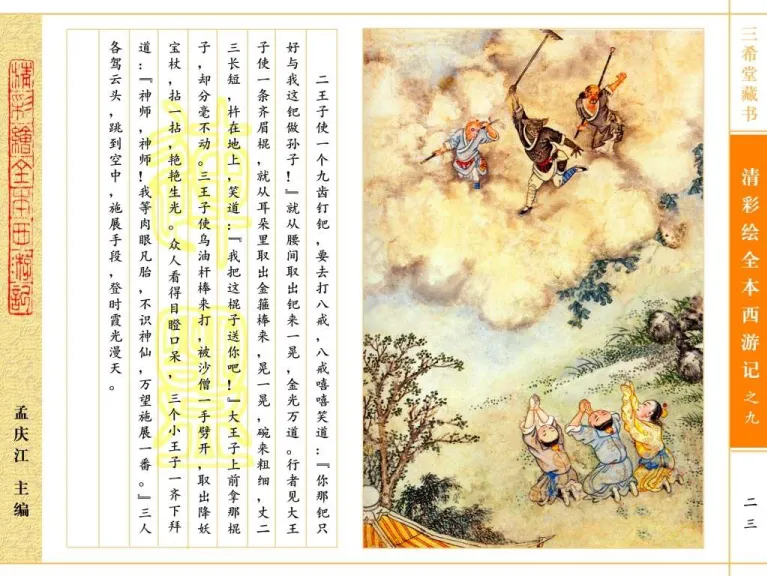 三希堂藏书
清彩绘全本西游记之九
二三
二王子使一个九齿钉钯，要去打八戒，八戒嘻嘻笑道：『你那钯只
好与我这钯做孙子！』就从腰间取出钯来一晃，金光万道。行者见大王
子使一条齐眉棍，就从耳朵里取出金箍棒来，晃一晃，碗来粗细，丈二
三长短，杵在地上，笑道：『我把这棍子送你吧！』大王子上前拿那棍
子，却分毫不动。三王子使乌油杆棒来打，被沙僧一手劈开，取出降妖
宝杖，拈一拈，艳艳生光。众人看得目瞪口呆，三个小王子一齐下拜
道：『神师，神师！我等肉眼凡胎，不识神仙，万望施展一番。』三人
各驾云头，跳到空中，施展手段，登时霞光漫天。
清彩繪全本西游記
孟庆江 主编